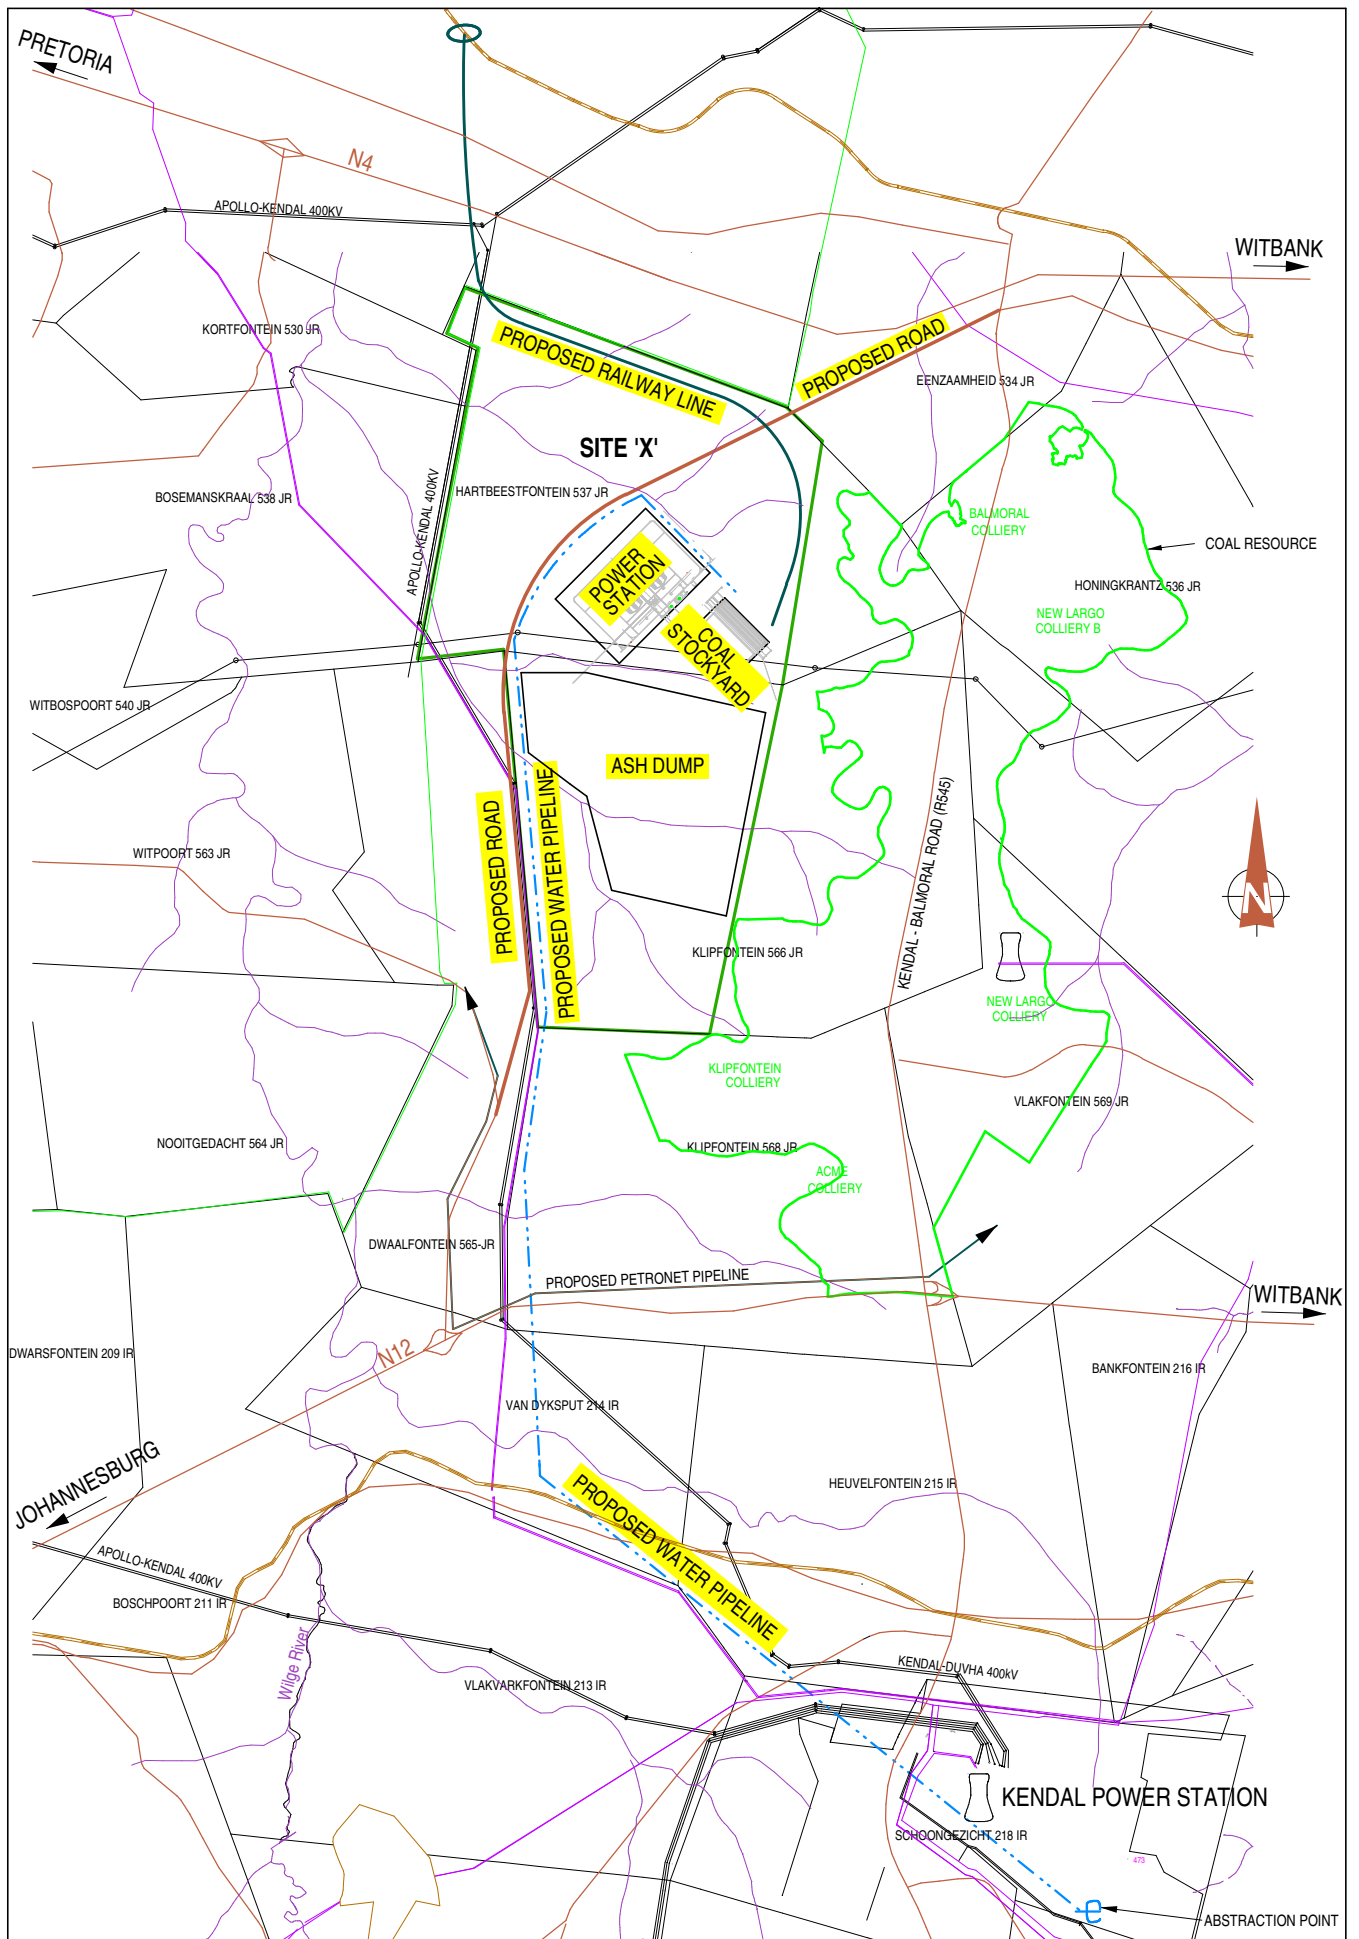 PRETORIA
N4
APOLLO-KENDAL 400KV
WITBANK
KORTFONTEIN 530 JR
PROPOSED RAILWAY LINE
PROPOSED ROAD
EENZAAMHEID 534 JR
SITE 'X'
APOLLO-KENDAL 400KV
BOSEMANSKRAAL 538 JR
HARTBEESTFONTEIN 537 JR
BALMORAL
COLLIERY
COAL RESOURCE
POWER
STATION
HONINGKRANTZ 536 JR
NEW LARGO
COLLIERY B
COAL
STOCKYARD
WITBOSPOORT 540 JR
ASH DUMP
PROPOSED ROAD
PROPOSED WATER PIPELINE
KENDAL - BALMORAL ROAD (R545)
WITPOORT 563 JR
N
KLIPFONTEIN 566 JR
NEW LARGO
COLLIERY
KLIPFONTEIN
COLLIERY
VLAKFONTEIN 569 JR
NOOITGEDACHT 564 JR
KLIPFONTEIN 568 JR
ACME
COLLIERY
DWAALFONTEIN 565-JR
PROPOSED PETRONET PIPELINE
WITBANK
N12
DWARSFONTEIN 209 IR
BANKFONTEIN 216 IR
VAN DYKSPUT 214 IR
JOHANNESBURG
HEUVELFONTEIN 215 IR
PROPOSED WATER PIPELINE
APOLLO-KENDAL 400KV
BOSCHPOORT 211 IR
Wilge River
KENDAL-DUVHA 400kV
VLAKVARKFONTEIN 213 IR
KENDAL POWER STATION
SCHOONGEZICHT 218 IR
473
ABSTRACTION POINT